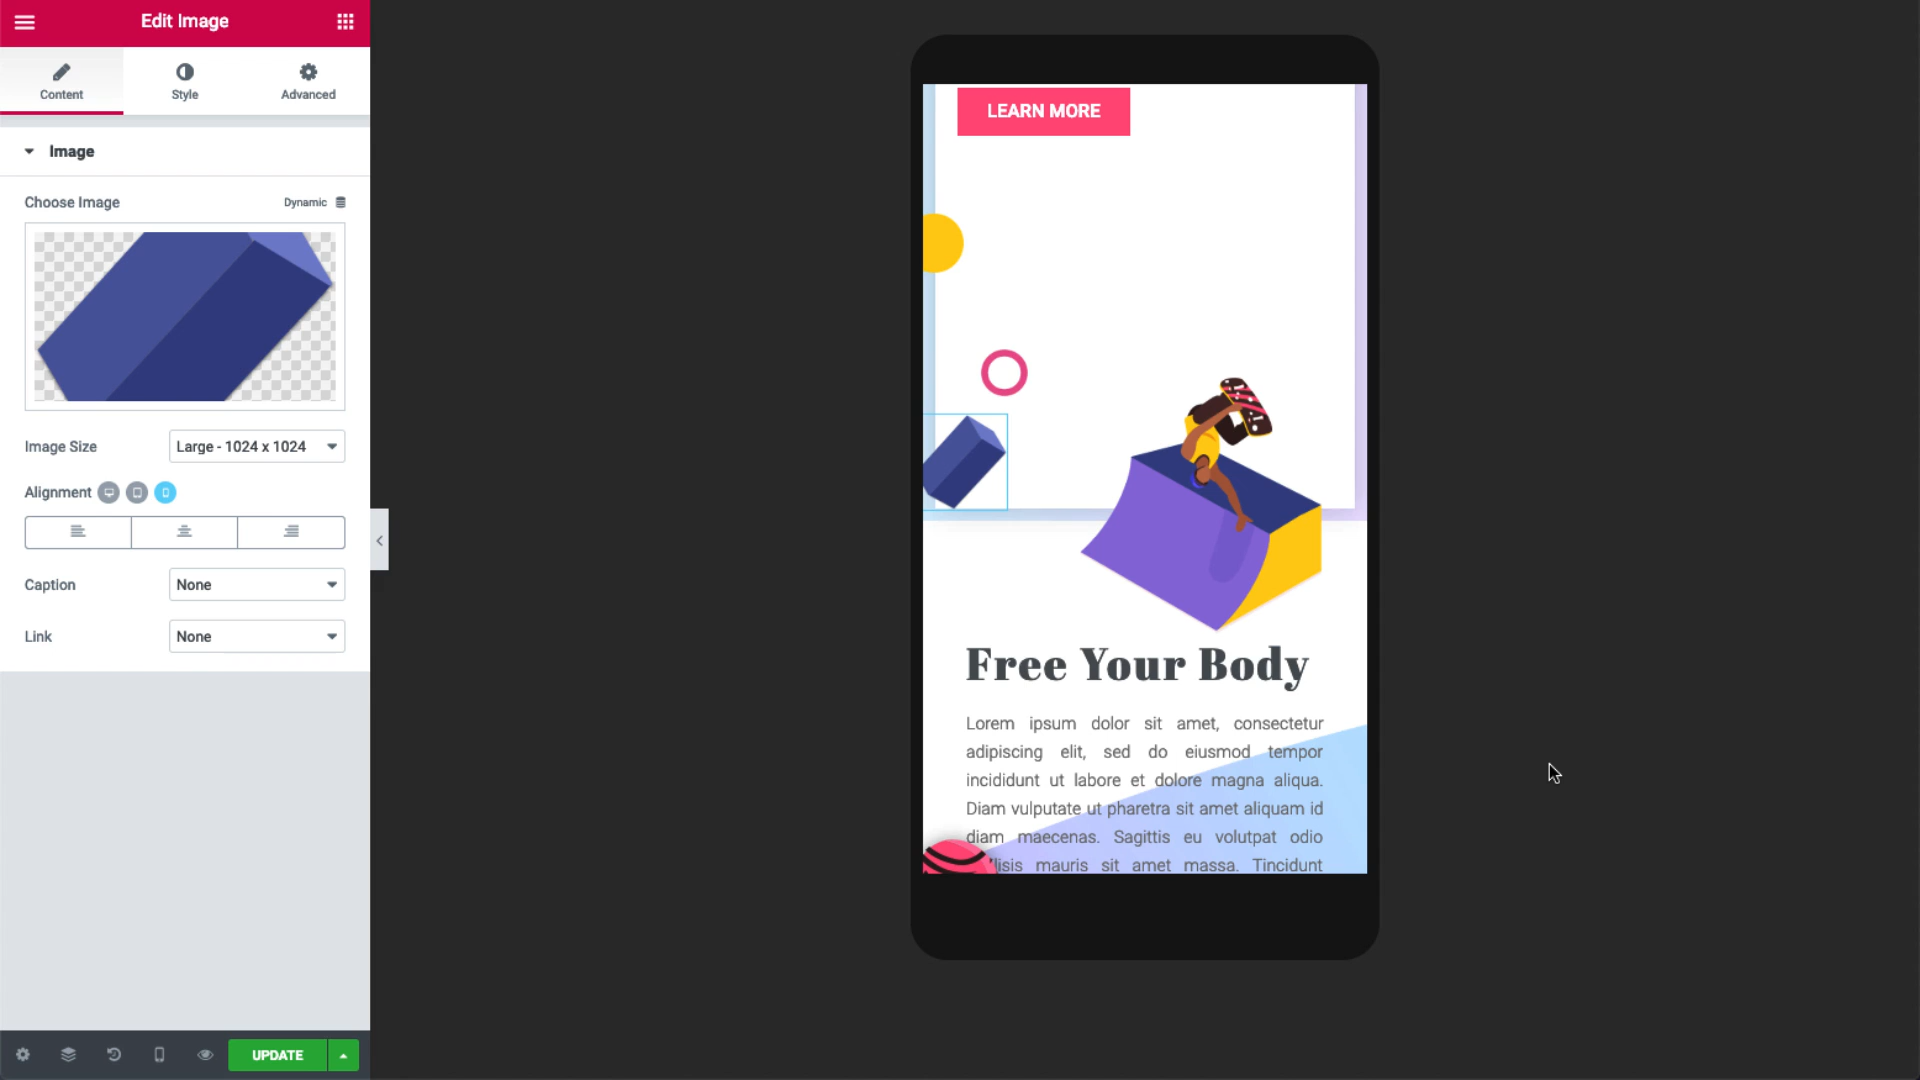 Edit Image
Content
Style
Advanced
Image
Choose Image
Dynamic
Image Size
Large - 1024 x 1024
Alignment
Caption
None
Link
None
UPDATE
LEARN MORE
Free Your Body
Lorem ipsum dolor sit amet, consectetur
adipiscing elit, sed do eiusmod tempor
incididunt ut labore et dolore magna aliqua.
Diam vulputate ut pharetra sit amet aliquam id
diam maecenas. Sagittis eu volutpat odio
mauris sit amet massa. Tincidunt